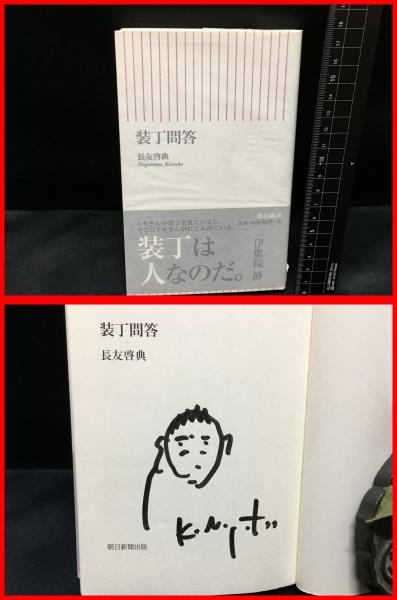 装丁問答
長友啓典
Nagatomo Keisuke
トモさんの装丁を見ていると、
そこにトモさんがにじみ出ている。
装丁は
人なのだ。
伊集院 静
朝日新書
装丁問答
長友啓典
K.N.
朝日新聞出版